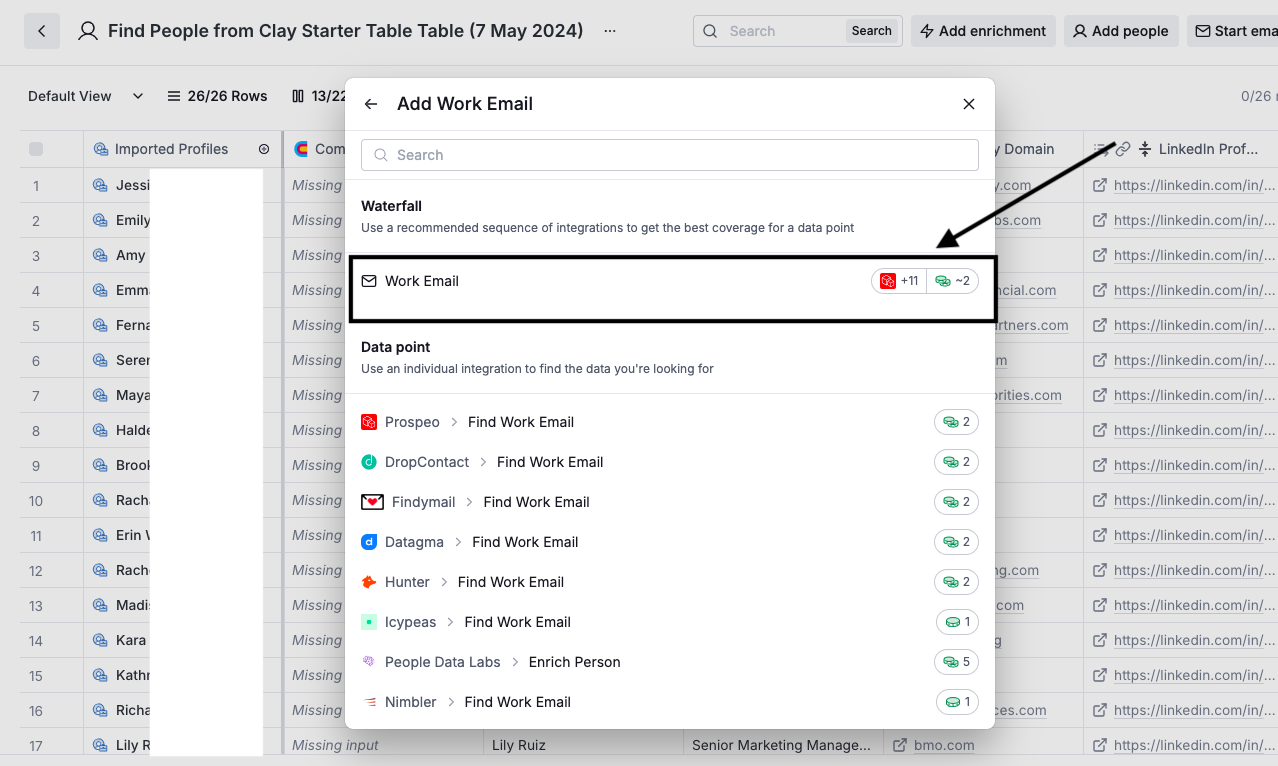 Find People from Clay Starter Table Table (7 May 2024) ...
Search Search
Add enrichment
Add people
Start ema
Default View
26/26 Rows
13/22
0/26
Add Work Email
Search
Imported Profiles
Com
y Domain
LinkedIn Prof...
Waterfall
Use a recommended sequence of integrations to get the best coverage for a data point
Work Email +11 ~2
Data point
Use an individual integration to find the data you're looking for
Prospeo > Find Work Email 2
DropContact > Find Work Email 2
Findymail > Find Work Email 2
Datagma > Find Work Email 2
Hunter > Find Work Email 2
Icypeas > Find Work Email 1
People Data Labs > Enrich Person 5
Nimbler > Find Work Email 1
1 Jessi Missing y.com https://linkedin.com/in/...
2 Emily Missing bs.com https://linkedin.com/in/...
3 Amy Missing https://linkedin.com/in/...
4 Emma Missing ncial.com https://linkedin.com/in/...
5 Ferna Missing rtners.com https://linkedin.com/in/...
6 Seren Missing m https://linkedin.com/in/...
7 Maya Missing orities.com https://linkedin.com/in/...
8 Halde Missing https://linkedin.com/in/...
9 Brook Missing https://linkedin.com/in/...
10 Racha Missing https://linkedin.com/in/...
11 Erin Missing https://linkedin.com/in/...
12 Rache Missing ng.com https://linkedin.com/in/...
13 Madis Missing .com https://linkedin.com/in/...
14 Kara Missing g https://linkedin.com/in/...
15 Kathr Missing https://linkedin.com/in/...
16 Richa Missing ces.com https://linkedin.com/in/...
17 Lily R Missing input Lily Ruiz Senior Marketing Manage... bmo.com https://linkedin.com/in/...